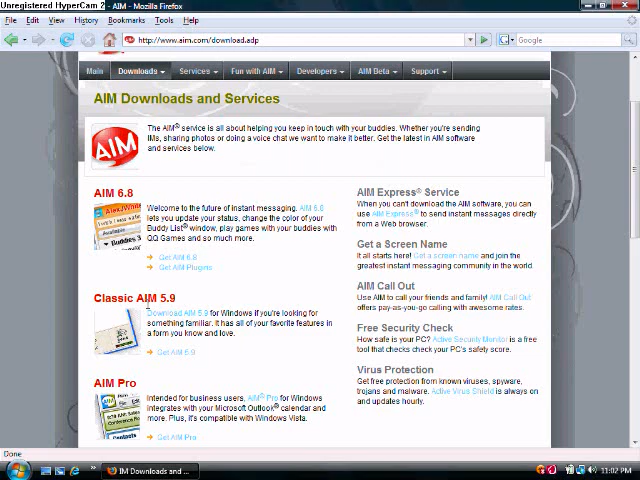 Unregistered HyperCam 2 - AIM - Mozilla Firefox
File Edit View History Bookmarks Tools Help
http://www.aim.com/download.adp
Google
Main Downloads Services Fun with AIM Developers AIM Beta Support
AIM Downloads and Services
AIM
The AIM® service is all about helping you keep in touch with your buddies. Whether you're sending
IMs, sharing photos or doing a voice chat we want to make it better. Get the latest in AIM software
and services below.
AIM 6.8
Welcome to the future of instant messaging. AIM 6.8
lets you update your status, change the color of your
Buddy List® window, play games with your buddies with
QQ Games and so much more.
Get AIM 6.8
Get AIM Plugins
Classic AIM 5.9
Download AIM 5.9 for Windows if you're looking for
something familiar. It has all of your favorite features in
a form you know and love.
Get AIM 5.9
AIM Pro
Intended for business users, AIM® Pro for Windows
integrates with your Microsoft Outlook® calendar and
more. Plus, it's compatible with Windows Vista.
Get AIM Pro
AIM Express® Service
When you can't download the AIM software, you can
use AIM Express® to send instant messages directly
from a Web browser.
Get a Screen Name
It all starts here! Get a screen name and join the
greatest instant messaging community in the world.
AIM Call Out
Use AIM to call your friends and family! AIM Call Out
offers pay-as-you-go calling with awesome rates.
Free Security Check
How safe is your PC? Active Security Monitor is a free
tool that checks your PC's safety score.
Virus Protection
Get free protection from known viruses, spyware,
trojans and malware. Active Virus Shield is always on
and updates hourly.
Done
IM Downloads and ...
11:02 PM